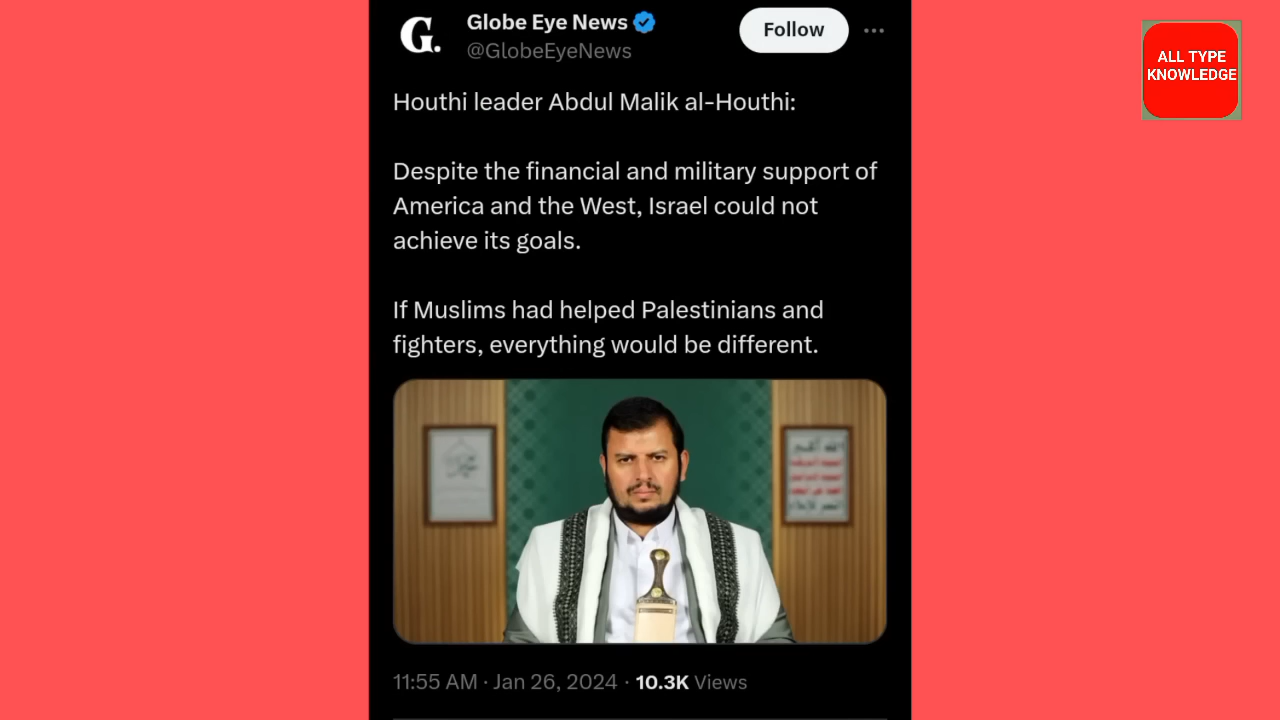 Globe Eye News
@GlobeEyeNews
Follow
ALL TYPE
KNOWLEDGE
G.
Houthi leader Abdul Malik al-Houthi:
Despite the financial and military support of
America and the West, Israel could not
achieve its goals.
If Muslims had helped Palestinians and
fighters, everything would be different.
الله أكبر
11:55 AM · Jan 26, 2024 · 10.3K Views